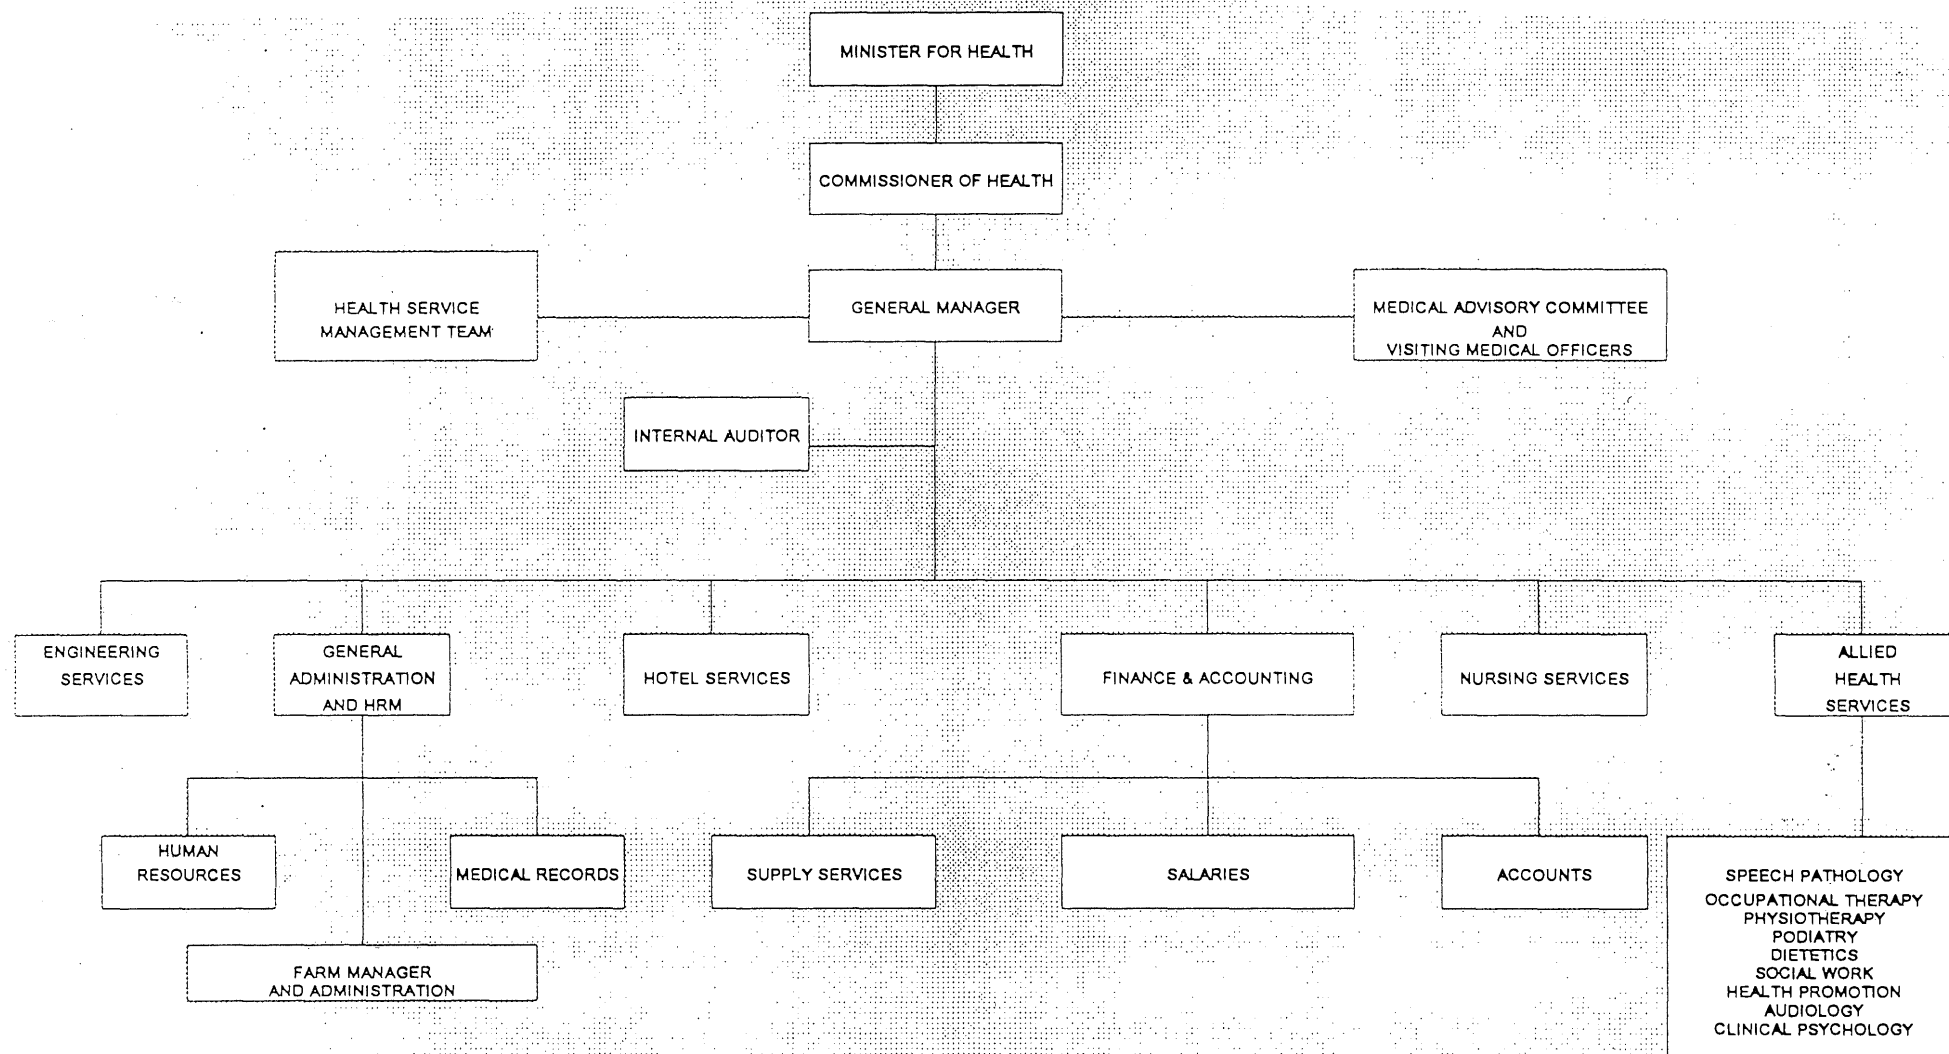 MINISTER FOR HEALTH
COMMISSIONER OF HEALTH
HEALTH SERVICE
MANAGEMENT TEAM
GENERAL MANAGER
MEDICAL ADVISORY COMMITTEE
AND
VISITING MEDICAL OFFICERS
INTERNAL AUDITOR
ENGINEERING
SERVICES
GENERAL
ADMINISTRATION
AND HRM
HOTEL SERVICES
FINANCE & ACCOUNTING
NURSING SERVICES
ALLIED
HEALTH
SERVICES
HUMAN
RESOURCES
MEDICAL RECORDS
SUPPLY SERVICES
SALARIES
ACCOUNTS
SPEECH PATHOLOGY
OCCUPATIONAL THERAPY
PHYSIOTHERAPY
PODIATRY
DIETETICS
SOCIAL WORK
HEALTH PROMOTION
AUDIOLOGY
CLINICAL PSYCHOLOGY
FARM MANAGER
AND ADMINISTRATION